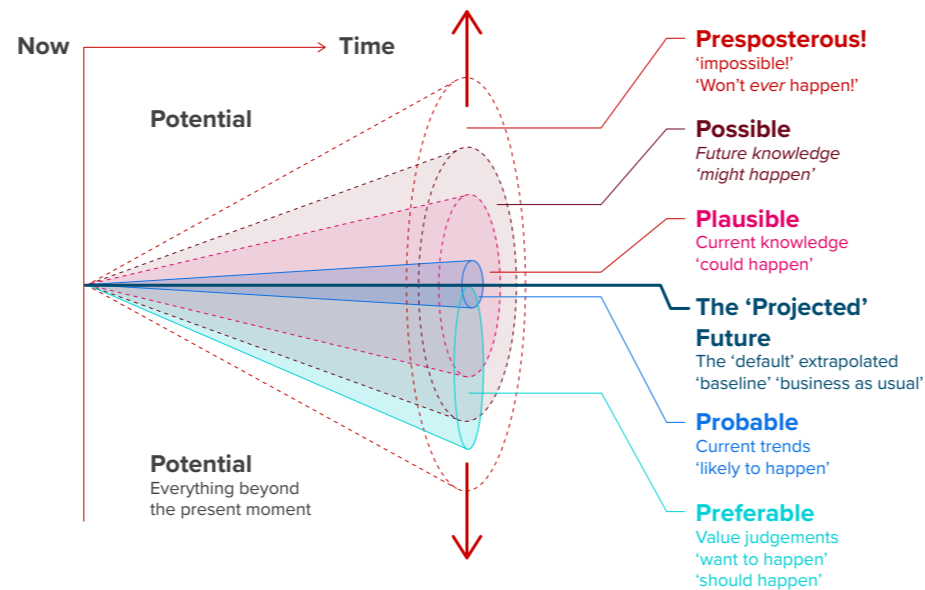 Now
Time
Potential
Presposterous!
‘impossible!’
‘Won’t ever happen!’
Possible
Future knowledge
‘might happen’
Plausible
Current knowledge
‘could happen’
The ‘Projected’
Future
The ‘default’ extrapolated
‘baseline’ ‘business as usual’
Probable
Current trends
‘likely to happen’
Potential
Everything beyond
the present moment
Preferable
Value judgements
‘want to happen’
‘should happen’